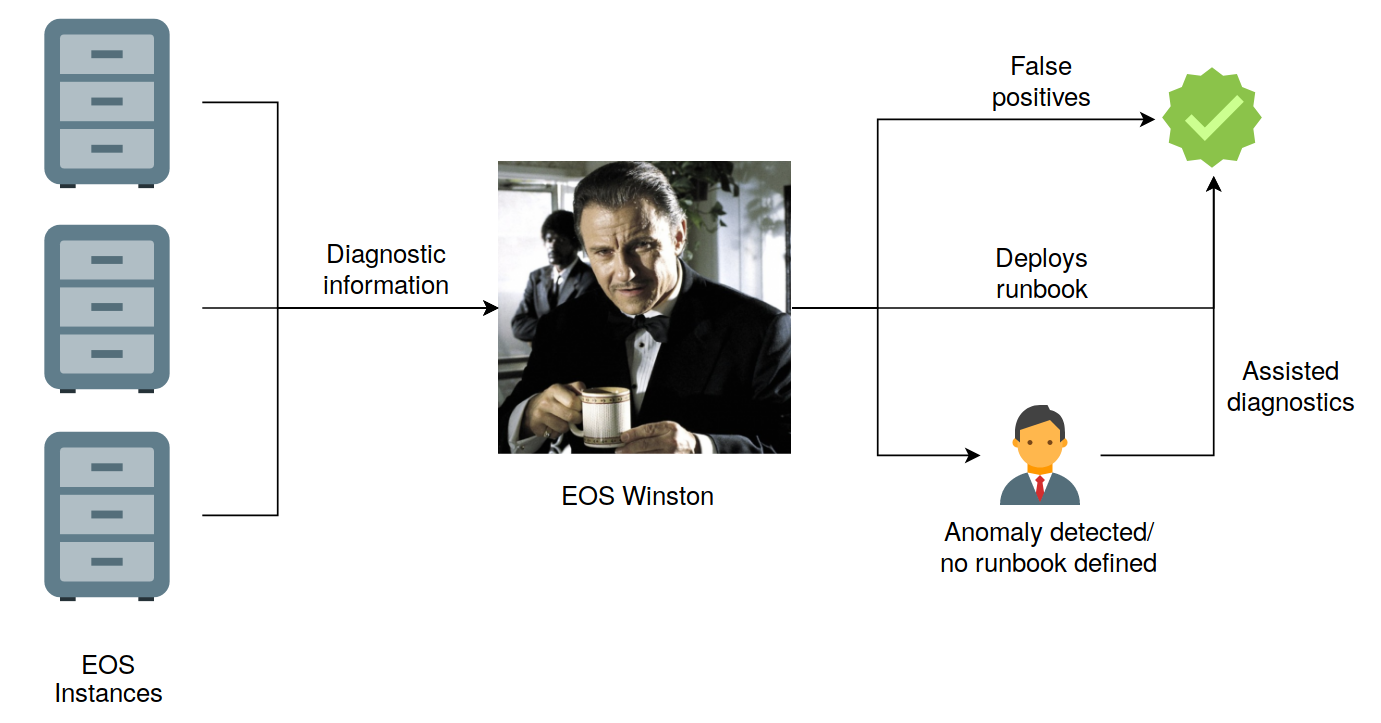 False
positives
Diagnostic
information
Deploys
runbook
Assisted
diagnostics
EOS Winston
Anomaly detected/
no runbook defined
EOS
Instances